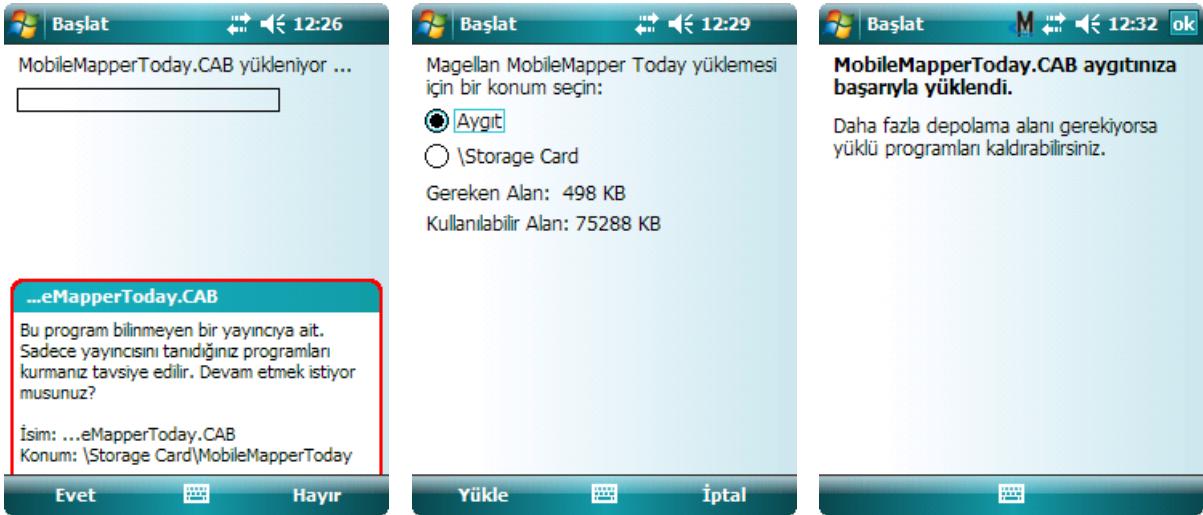 Başlat 12:26
MobileMapperToday.CAB yükleniyor ...
...eMapperToday.CAB
Bu program bilinmeyen bir yayıncıya ait.
Sadece yayıncısını tanıdığınız programları
kurmanız tavsiye edilir. Devam etmek istiyor
musunuz?
İsim: ...eMapperToday.CAB
Konum: \Storage Card\MobileMapperToday
Evet Hayır
Başlat 12:29
Magellan MobileMapper Today yüklemesi
için bir konum seçin:
Aygıt
\Storage Card
Gereken Alan: 498 KB
Kullanılabilir Alan: 75288 KB
Yükle İptal
Başlat M 12:32 ok
MobileMapperToday.CAB aygıtınıza
başarıyla yüklendi.
Daha fazla depolama alanı gerekiyorsa
yüklü programları kaldırabilirsiniz.